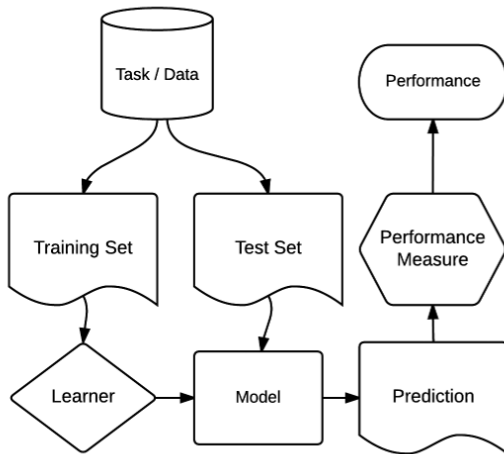 Task / Data
Performance
Training Set
Test Set
Performance
Measure
Learner
Model
Prediction